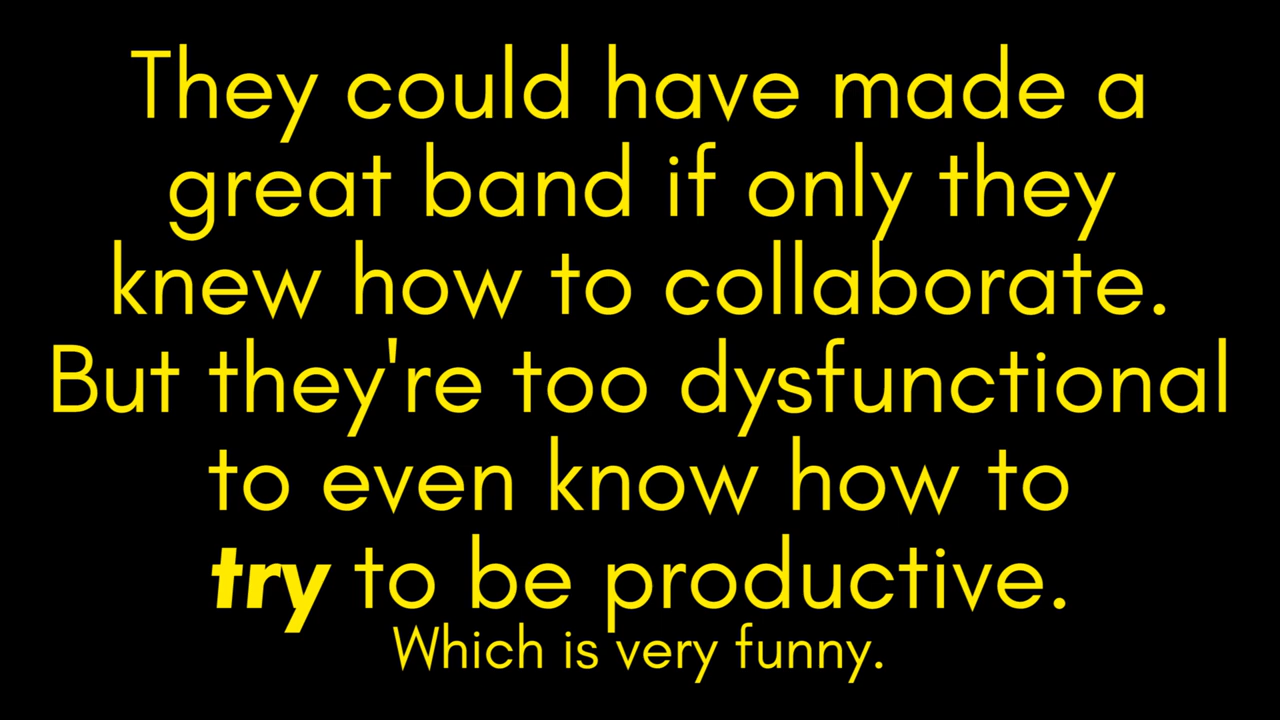 They could have made a
great band if only they
knew how to collaborate.
But they're too dysfunctional
to even know how to
try to be productive.
Which is very funny.